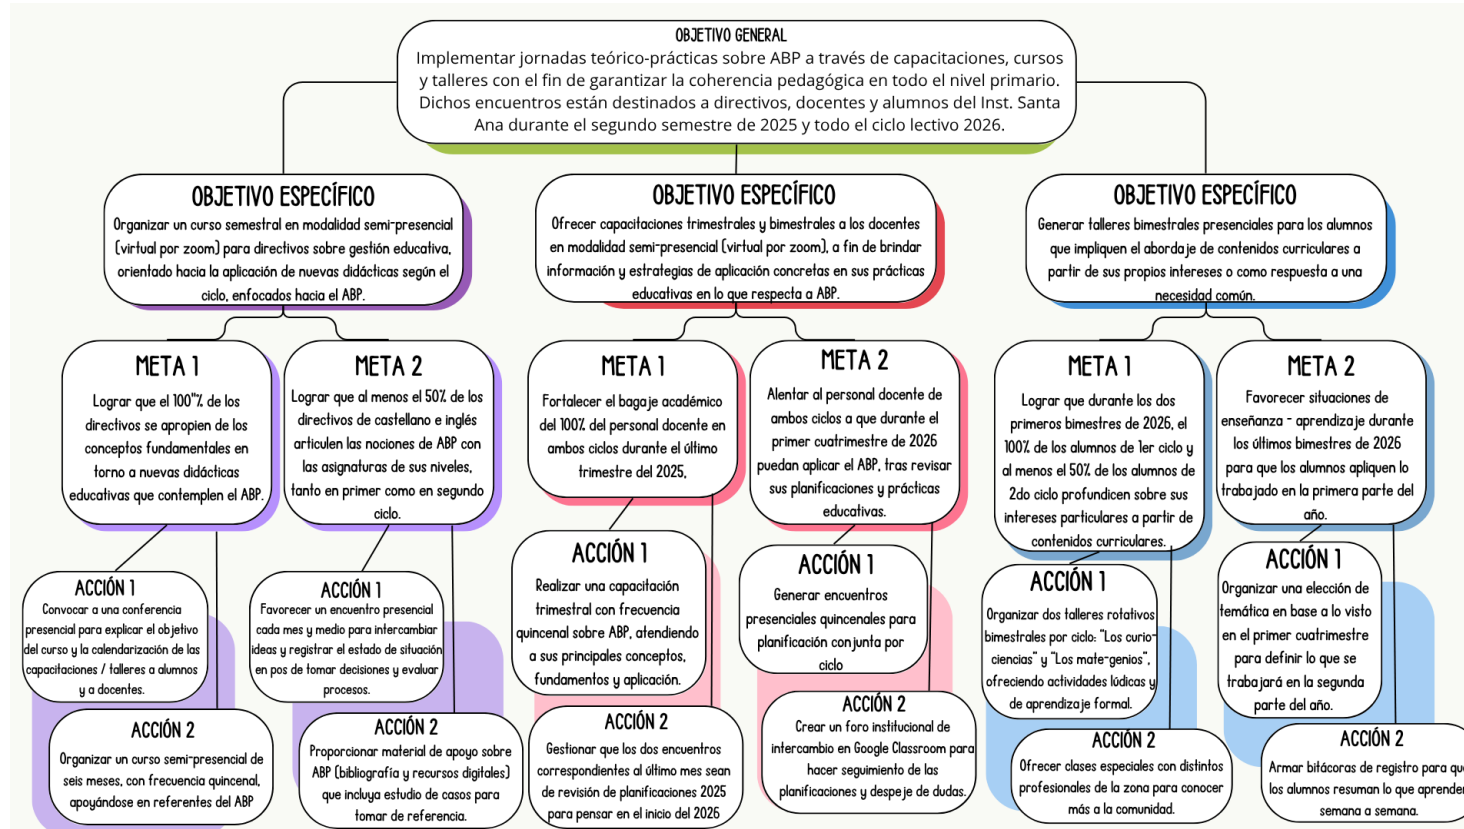 OBJETIVO GENERAL
Implementar jornadas teórico-prácticas sobre ABP a través de capacitaciones, cursos
y talleres con el fin de garantizar la coherencia pedagógica en todo el nivel primario.
Dichos encuentros están destinados a directivos, docentes y alumnos del Inst. Santa
Ana durante el segundo semestre de 2025 y todo el ciclo lectivo 2026.
OBJETIVO ESPECÍFICO
Organizar un curso semestral en modalidad semi-presencial
(virtual por zoom) para directivos sobre gestión educativa,
orientado hacia la aplicación de nuevas didácticas según el
ciclo, enfocados hacia el ABP.
OBJETIVO ESPECÍFICO
Ofrecer capacitaciones trimestrales y bimestrales a los docentes
en modalidad semi-presencial (virtual por zoom), a fin de brindar
información y estrategias de aplicación concretas en sus prácticas
educativas en lo que respecta a ABP.
OBJETIVO ESPECÍFICO
Generar talleres bimestrales presenciales para los alumnos
que impliquen el abordaje de contenidos curriculares a
partir de sus propios intereses o como respuesta a una
necesidad común.
META 1
Lograr que el 100"% de los
directivos se apropien de los
conceptos fundamentales en
torno a nuevas didácticas
educativas que contemplen el ABP.
META 2
Lograr que al menos el 50% de los
directivos de castellano e inglés
articulen las nociones de ABP con
las asignaturas de sus niveles,
tanto en primer como en segundo
ciclo.
META 1
Fortalecer el bagaje académico
del 100% del personal docente en
ambos ciclos durante el último
trimestre del 2025,
META 2
Alentar al personal docente de
ambos ciclos a que durante el
primer cuatrimestre de 2026
puedan aplicar el ABP, tras revisar
sus planificaciones y prácticas
educativas.
META 1
Lograr que durante los dos
primeros bimestres de 2026, el
100% de los alumnos de 1er ciclo y
al menos el 50% de los alumnos de
2do ciclo profundicen sobre sus
intereses particulares a partir de
contenidos curriculares.
META 2
Favorecer situaciones de
enseñanza - aprendizaje durante
los últimos bimestres de 2026
para que los alumnos apliquen lo
trabajado en la primera parte del
año.
ACCIÓN 1
Convocar a una conferencia
presencial para explicar el objetivo
del curso y la calendarización de las
capacitaciones / talleres a alumnos
y a docentes.
ACCIÓN 2
Organizar un curso semi-presencial de
seis meses, con frecuencia quincenal,
apoyándose en referentes del ABP
ACCIÓN 1
Favorecer un encuentro presencial
cada mes y medio para intercambiar
ideas y registrar el estado de situación
en pos de tomar decisiones y evaluar
procesos.
ACCIÓN 2
Proporcionar material de apoyo sobre
ABP (bibliografía y recursos digitales)
que incluya estudio de casos para
tomar de referencia.
ACCIÓN 1
Realizar una capacitación
trimestral con frecuencia
quincenal sobre ABP, atendiendo
a sus principales conceptos,
fundamentos y aplicación.
ACCIÓN 2
Gestionar que los dos encuentros
correspondientes al último mes sean
de revisión de planificaciones 2025
para pensar en el inicio del 2026
ACCIÓN 1
Generar encuentros
presenciales quincenales para
planificación conjunta por
ciclo
ACCIÓN 2
Crear un foro institucional de
intercambio en Google Classroom para
hacer seguimiento de las
planificaciones y despeje de dudas.
ACCIÓN 1
Organizar dos talleres rotativos
bimestrales por ciclo: "Los curio-
ciencias" y "Los mate-genios",
ofreciendo actividades lúdicas y
de aprendizaje formal.
ACCIÓN 2
Ofrecer clases especiales con distintos
profesionales de la zona para conocer
más a la comunidad.
ACCIÓN 1
Organizar una elección de
temática en base a lo visto
en el primer cuatrimestre
para definir lo que se
trabajará en la segunda
parte del año.
ACCIÓN 2
Armar bitácoras de registro para que
los alumnos resuman lo que aprenden
semana a semana.